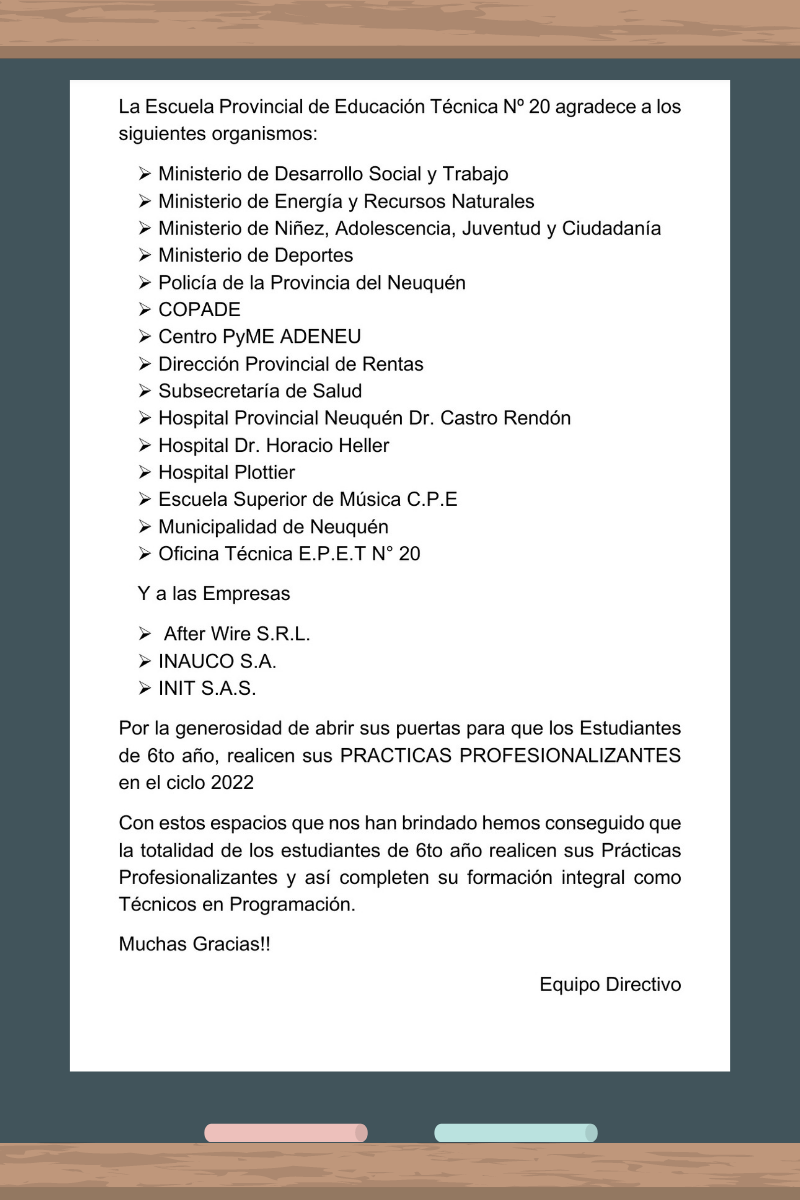 La Escuela Provincial de Educación Técnica Nº 20 agradece a los
siguientes organismos:
➢ Ministerio de Desarrollo Social y Trabajo
➢ Ministerio de Energía y Recursos Naturales
➢ Ministerio de Niñez, Adolescencia, Juventud y Ciudadanía
➢ Ministerio de Deportes
➢ Policía de la Provincia del Neuquén
➢ COPADE
➢ Centro PyME ADENEU
➢ Dirección Provincial de Rentas
➢ Subsecretaría de Salud
➢ Hospital Provincial Neuquén Dr. Castro Rendón
➢ Hospital Dr. Horacio Heller
➢ Hospital Plottier
➢ Escuela Superior de Música C.P.E
➢ Municipalidad de Neuquén
➢ Oficina Técnica E.P.E.T N° 20
Y a las Empresas
➢ After Wire S.R.L.
➢ INAUCO S.A.
➢ INIT S.A.S.
Por la generosidad de abrir sus puertas para que los Estudiantes
de 6to año, realicen sus PRACTICAS PROFESIONALIZANTES
en el ciclo 2022
Con estos espacios que nos han brindado hemos conseguido que
la totalidad de los estudiantes de 6to año realicen sus Prácticas
Profesionalizantes y así completen su formación integral como
Técnicos en Programación.
Muchas Gracias!!
Equipo Directivo